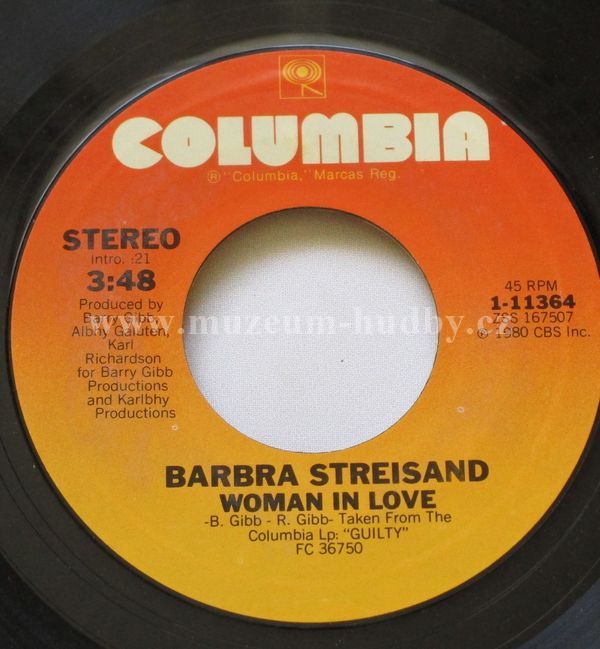 COLUMBIA
® "Columbia," Marcas Reg.
STEREO
Intro. :21
3:48
Produced by
Barry Gibb,
Albhy Galuten,
Karl
Richardson
for Barry Gibb
Productions
and Karlbhy
Productions
45 RPM
1-11364
ZSS 167507
℗ 1980 CBS Inc.
www.muzeum-hudby.cz
BARBRA STREISAND
WOMAN IN LOVE
-B. Gibb - R. Gibb- Taken From The
Columbia Lp: "GUILTY"
FC 36750